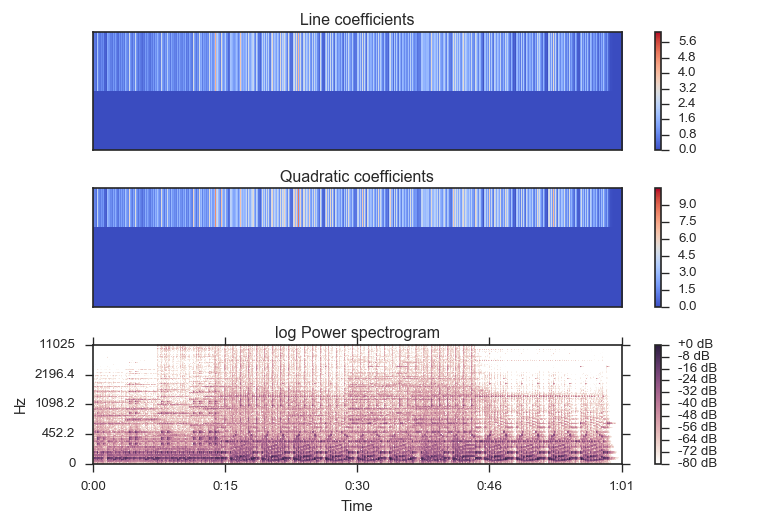 Line coefficients
5.6
4.8
4.0
3.2
2.4
1.6
0.8
0.0
Quadratic coefficients
9.0
7.5
6.0
4.5
3.0
1.5
0.0
log Power spectrogram
11025
2196.4
1098.2
452.2
0
Hz
0:00
0:15
0:30
0:46
1:01
Time
+0 dB
-8 dB
-16 dB
-24 dB
-32 dB
-40 dB
-48 dB
-56 dB
-64 dB
-72 dB
-80 dB